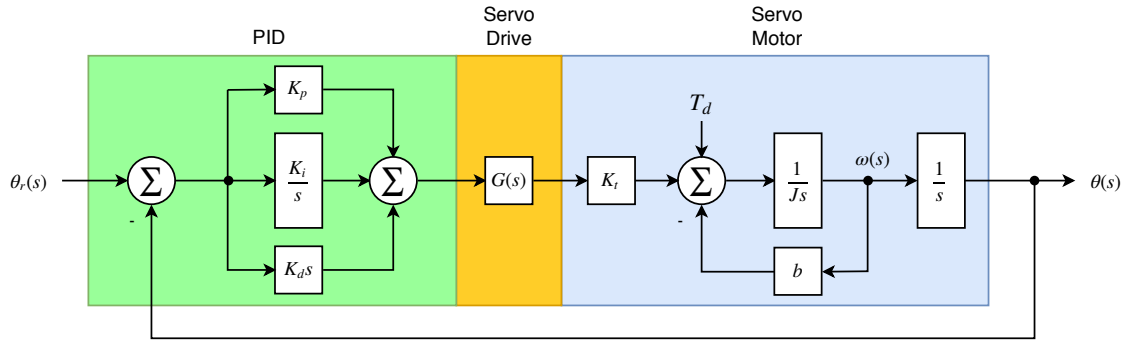 PID
Servo
Drive
Servo
Motor
θ_r(s)
Σ
-
K_p
K_i
s
K_d s
Σ
G(s)
K_t
T_d
Σ
-
1
Js
b
ω(s)
1
s
θ(s)